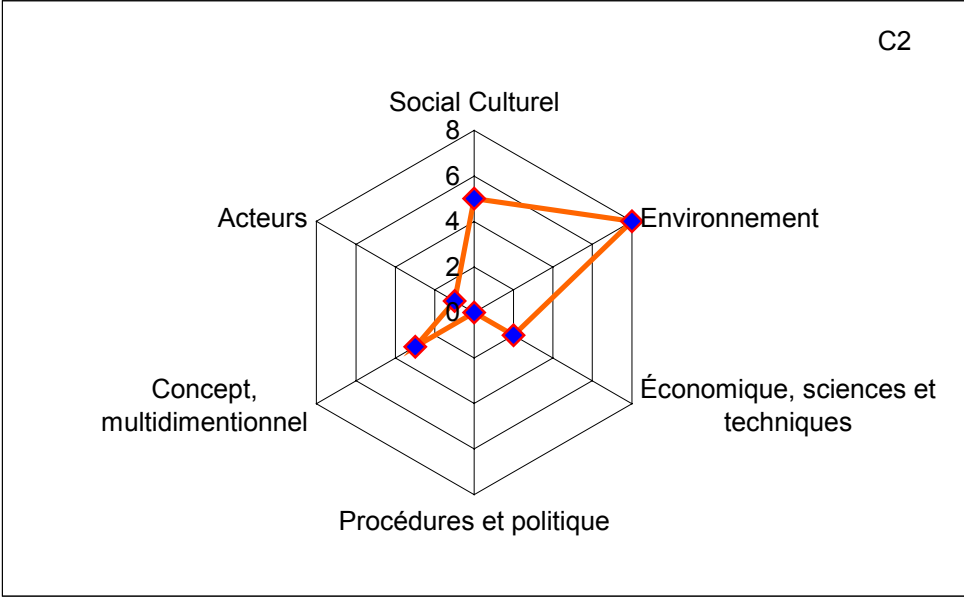 C2
Social Culturel
8
6
Acteurs
Environnement
4
2
0
Concept,
multidimentionnel
Économique, sciences et
techniques
Procédures et politique